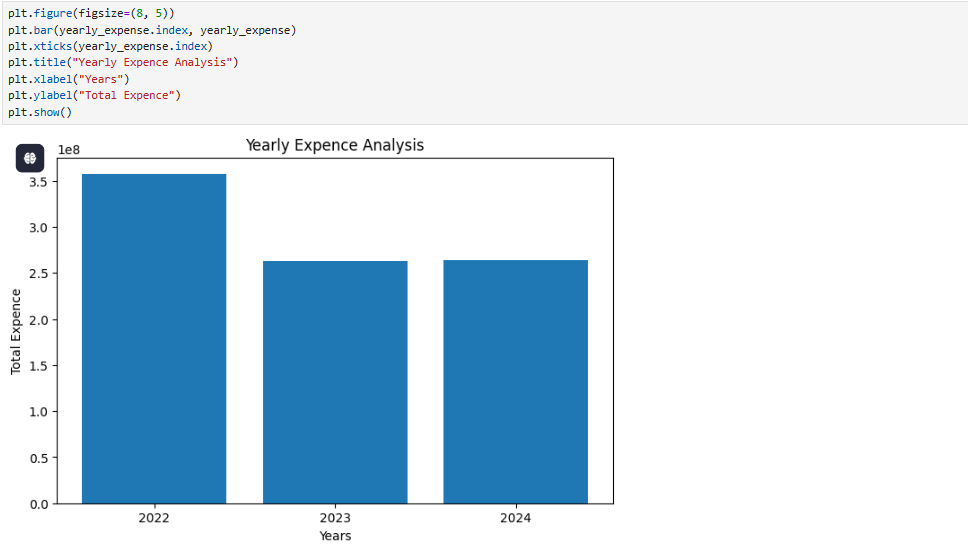 plt.figure(figsize=(8, 5))
plt.bar(yearly_expense.index, yearly_expense)
plt.xticks(yearly_expense.index)
plt.title("Yearly Expence Analysis")
plt.xlabel("Years")
plt.ylabel("Total Expence")
plt.show()
Yearly Expence Analysis
1e8
3.5
3.0
2.5
2.0
1.5
1.0
0.5
0.0
Total Expence
2022 2023 2024
Years